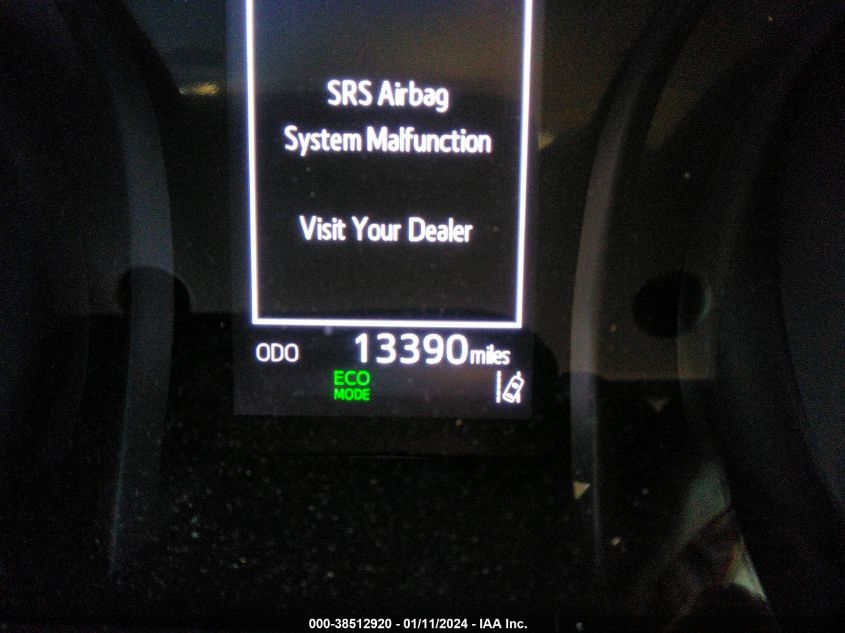 SRS Airbag
System Malfunction
Visit Your Dealer
ODO 13390 miles
ECO
MODE
000-38512920 - 01/11/2024 - IAA Inc.